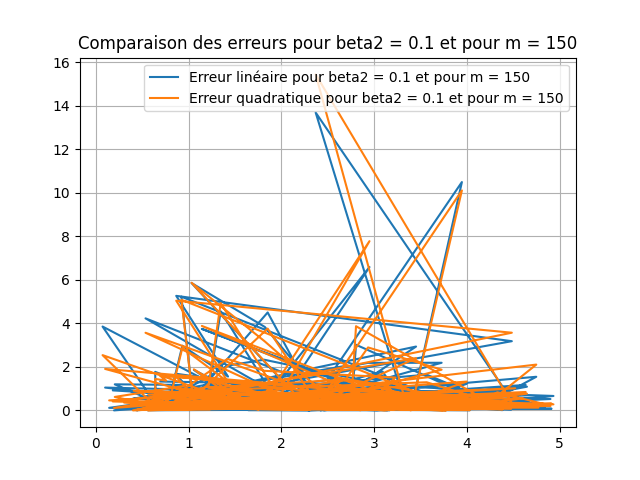 Comparaison des erreurs pour beta2 = 0.1 et pour m = 150
Erreur linéaire pour beta2 = 0.1 et pour m = 150
Erreur quadratique pour beta2 = 0.1 et pour m = 150
16
14
12
10
8
6
4
2
0
0 1 2 3 4 5